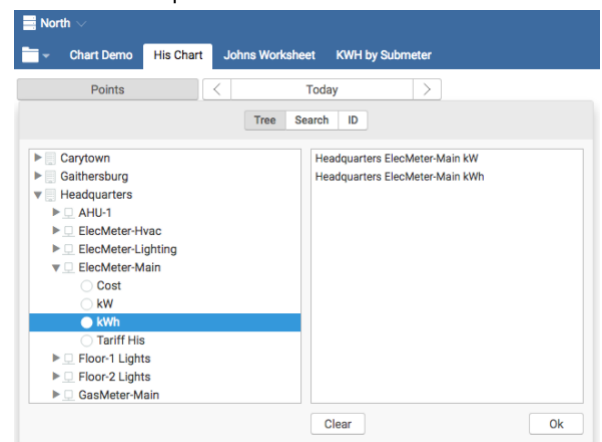 North
Chart Demo His Chart Johns Worksheet KWH by Submeter
Points < Today >
Tree Search ID
Carytown
Gaithersburg
Headquarters
AHU-1
ElecMeter-Hvac
ElecMeter-Lighting
ElecMeter-Main
Cost
kW
kWh
Tariff His
Floor-1 Lights
Floor-2 Lights
GasMeter-Main
Headquarters ElecMeter-Main kW
Headquarters ElecMeter-Main kWh
Clear Ok